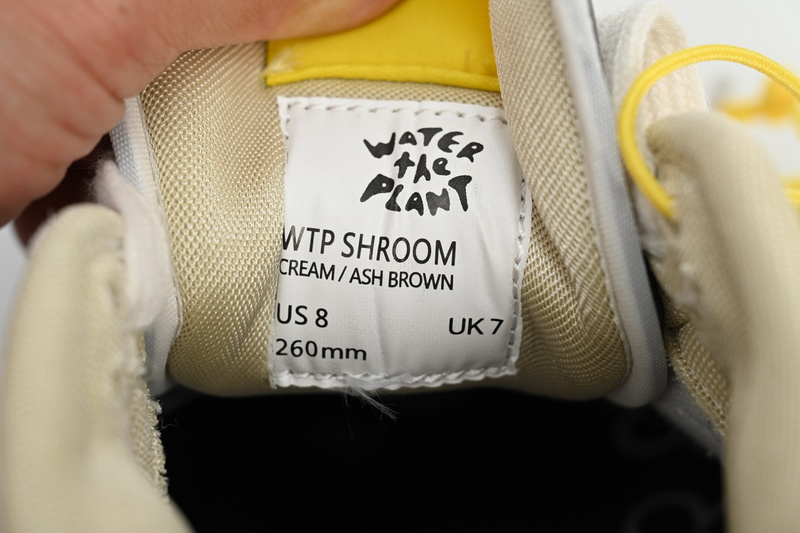 WATER
the
PLANT
WTP SHROOM
CREAM / ASH BROWN
US 8 UK 7
260mm